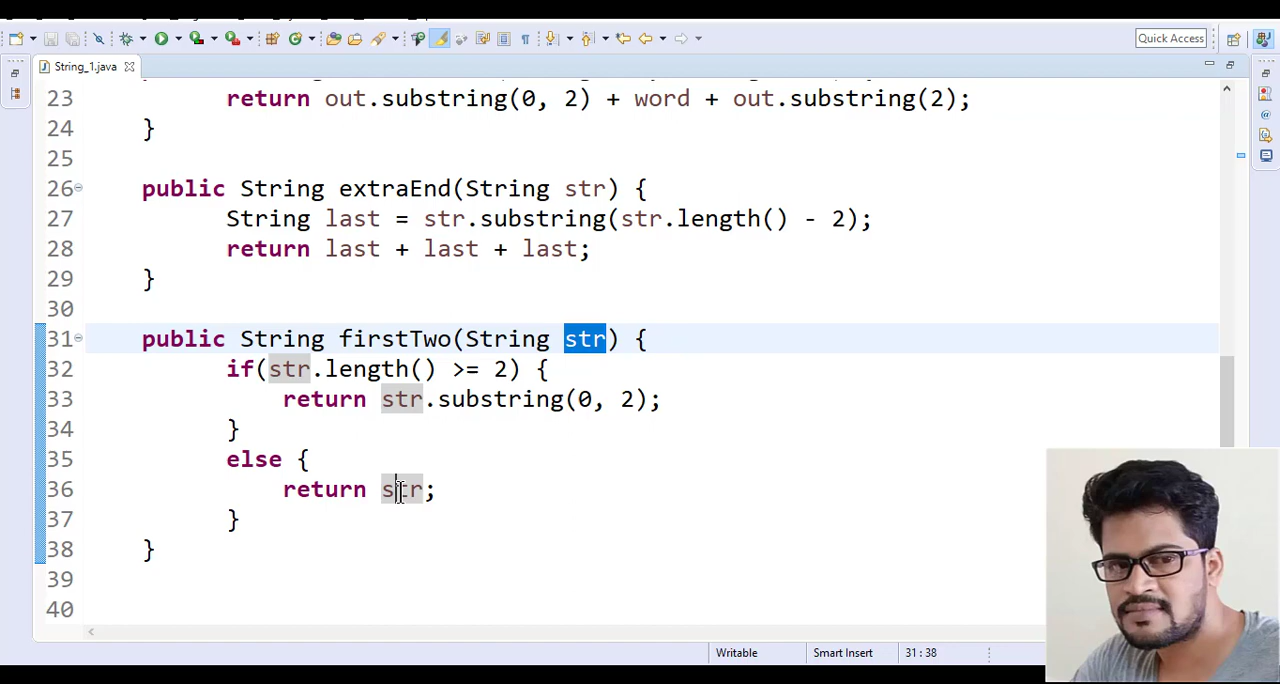 Quick Access
String_1.java
23 return out.substring(0, 2) + word + out.substring(2);
24 }
25
26 public String extraEnd(String str) {
27 String last = str.substring(str.length() - 2);
28 return last + last + last;
29 }
30
31 public String firstTwo(String str) {
32 if(str.length() >= 2) {
33 return str.substring(0, 2);
34 }
35 else {
36 return str;
37 }
38 }
39
40
Writable Smart Insert 31 : 38